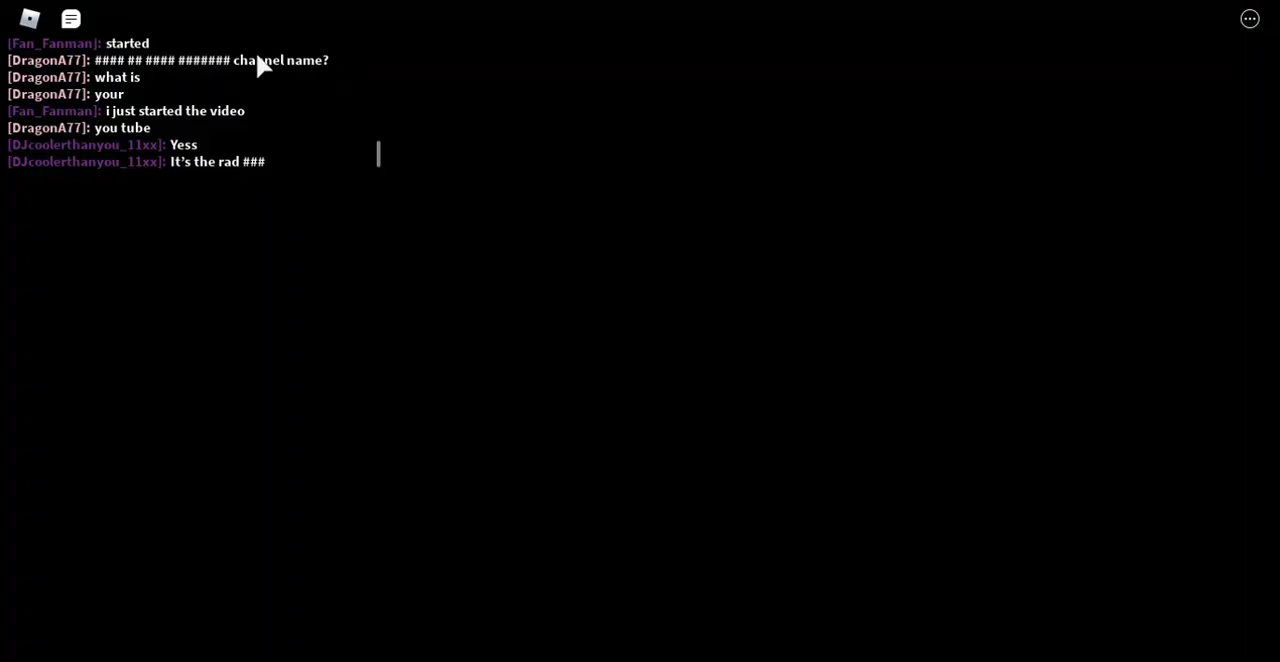 [Fan_Fanman]: started
[DragonA77]: #### ## #### ####### channel name?
[DragonA77]: what is
[DragonA77]: your
[Fan_Fanman]: i just started the video
[DragonA77]: you tube
[DJcoolerthanyou_11xx]: Yess
[DJcoolerthanyou_11xx]: It's the rad ###